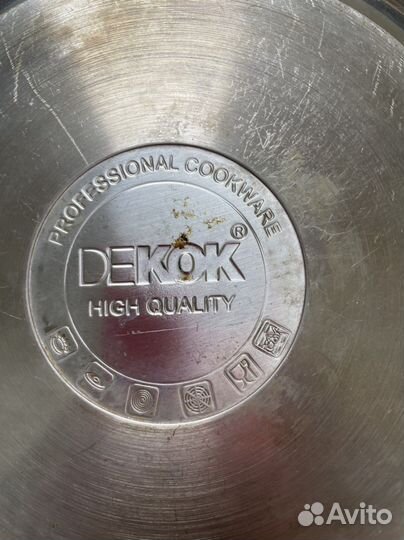 PROFESSIONAL COOKWARE
DEKOK®
HIGH QUALITY
Avito